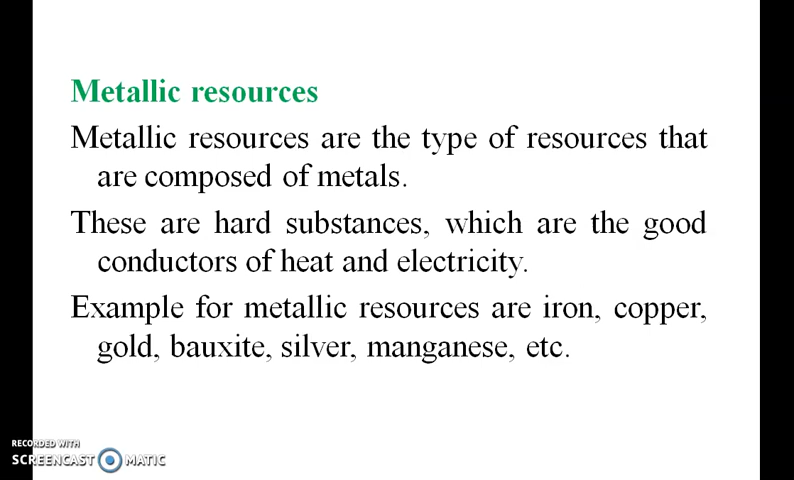 Metallic resources
Metallic resources are the type of resources that
are composed of metals.
These are hard substances, which are the good
conductors of heat and electricity.
Example for metallic resources are iron, copper,
gold, bauxite, silver, manganese, etc.
RECORDED WITH
SCREENCAST MATIC